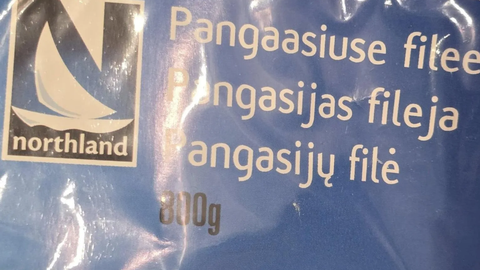 Pangaasiuse filee
Pangasijas fileja
Pangasijų filė
800g
northland